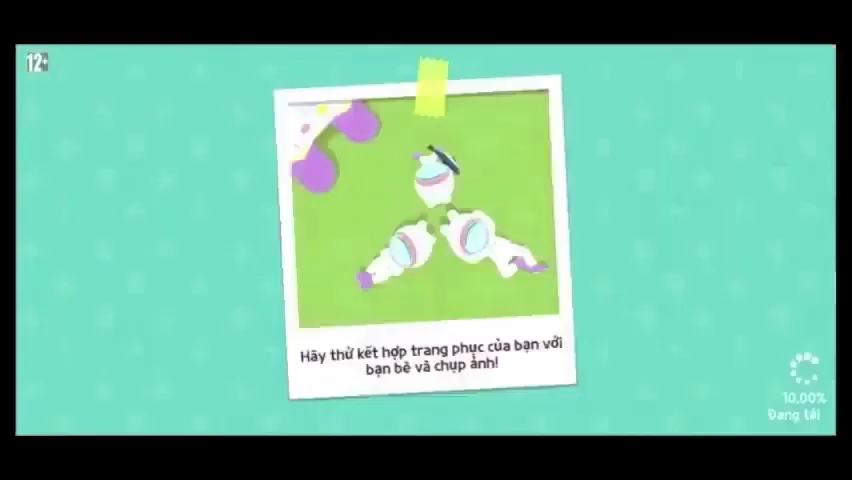 12+
Hãy thử kết hợp trang phục của bạn với
bạn bè và chụp ảnh!
10.00%
Đang tải